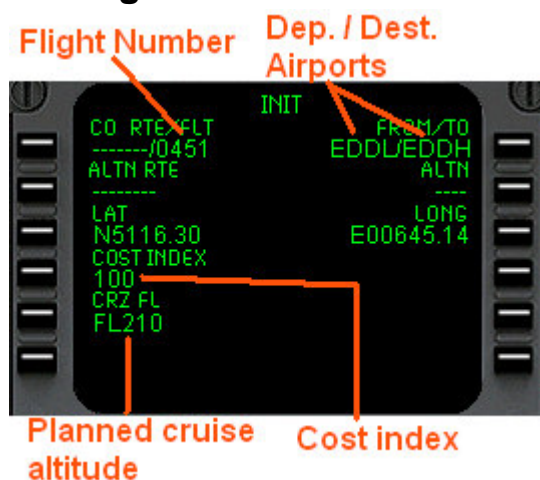 Flight Number
Dep. / Dest.
Airports
INIT
CO RTE/FLT FROM/TO
-------/0451 EDDL/EDDH
ALTN RTE ALTN
-------- ----
LAT LONG
N5116.30 E00645.14
COST INDEX
100
CRZ FL
FL210
Planned cruise
altitude
Cost index